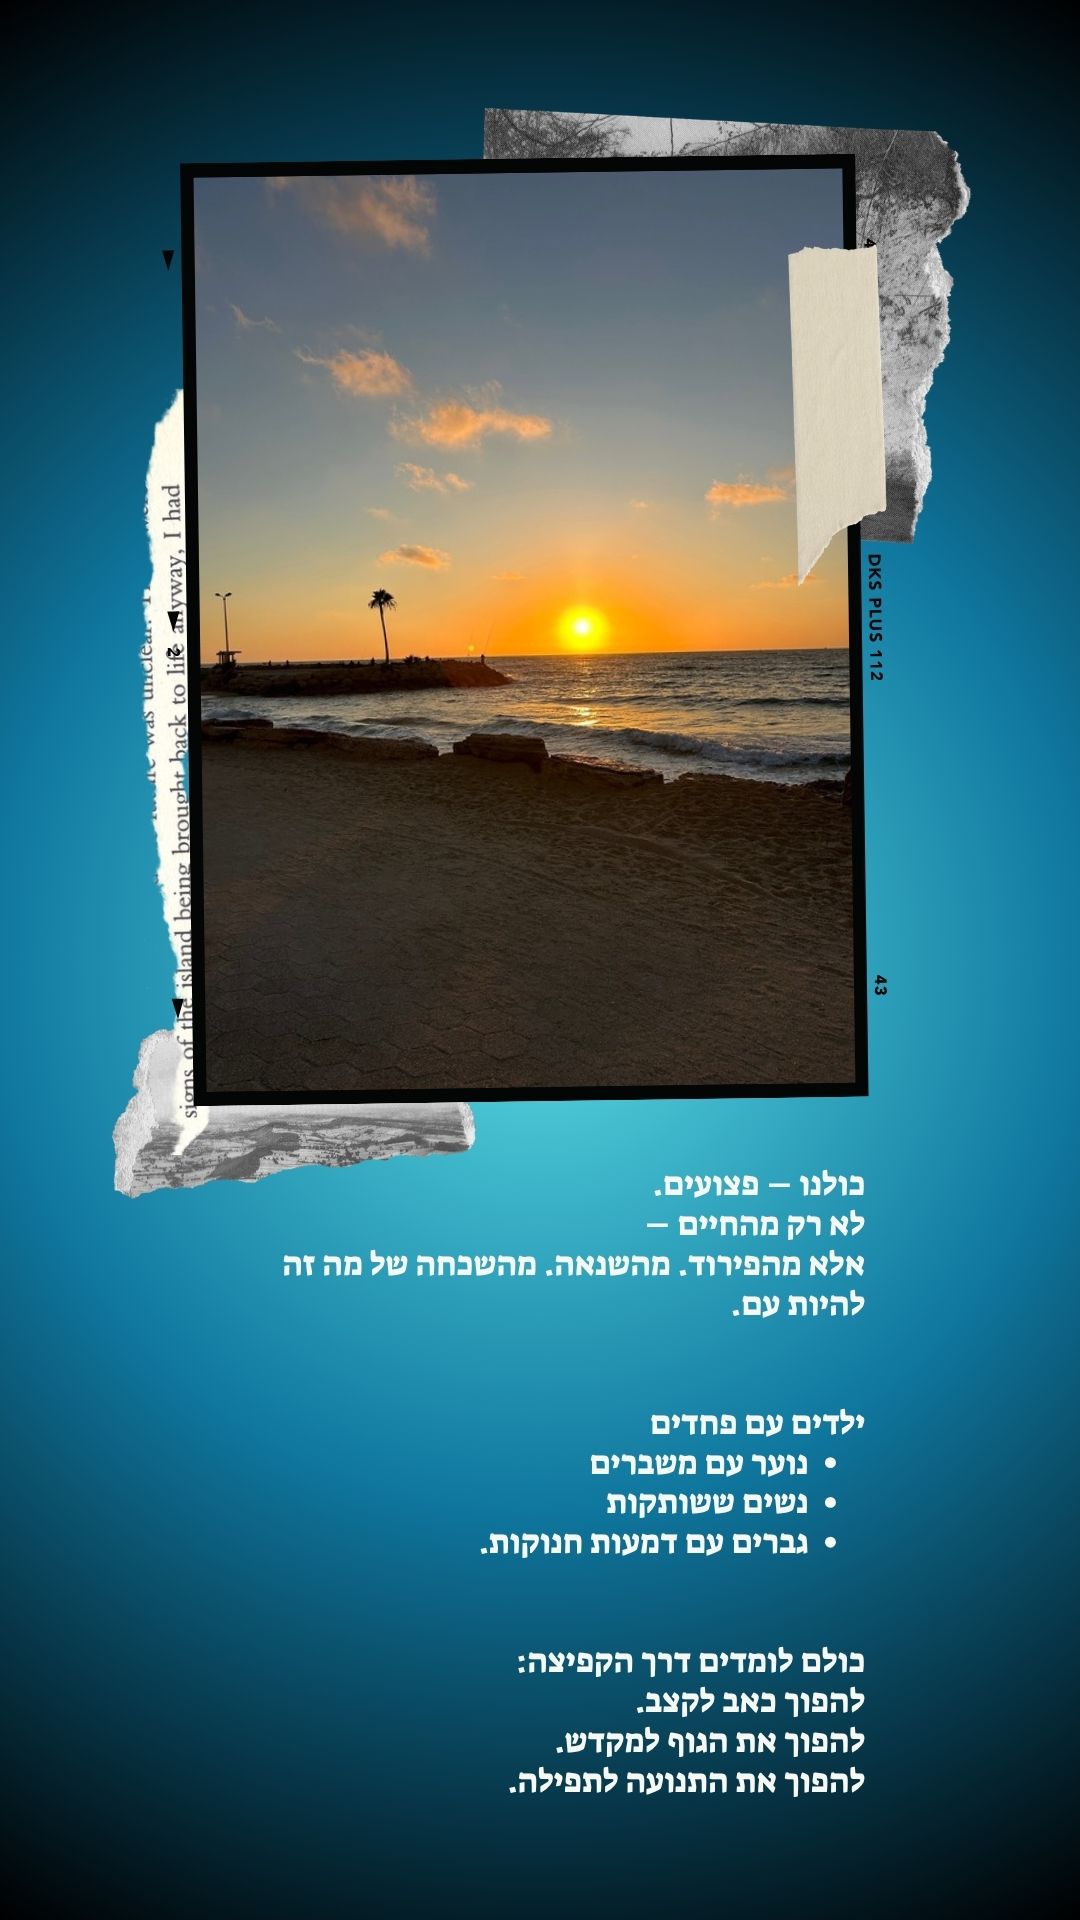 4
DKS PLUS 112
43
I had
was unclear.
back to life anyway,
2
signs of the island being brought
כולנו – פצועים.
לא רק מהחיים –
אלא מהפירוד. מהשנאה. מהשכחה של מה זה
להיות עם.
ילדים עם פחדים
• נוער עם משברים
• נשים ששותקות
• גברים עם דמעות חנוקות.
כולם לומדים דרך הקפיצה:
להפוך כאב לקצב.
להפוך את הגוף למקדש.
להפוך את התנועה לתפילה.